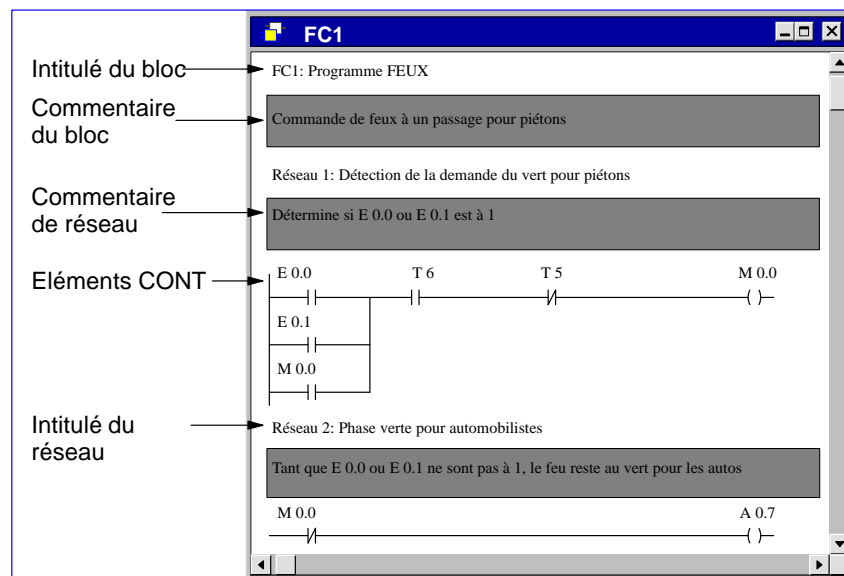 FC1
Intitulé du bloc
FC1: Programme FEUX
Commentaire
du bloc
Commande de feux à un passage pour piétons
Réseau 1: Détection de la demande du vert pour piétons
Commentaire
de réseau
Détermine si E 0.0 ou E 0.1 est à 1
Eléments CONT
E 0.0 T 6 T 5 M 0.0
E 0.1
M 0.0
Intitulé du
réseau
Réseau 2: Phase verte pour automobilistes
Tant que E 0.0 ou E 0.1 ne sont pas à 1, le feu reste au vert pour les autos
M 0.0 A 0.7